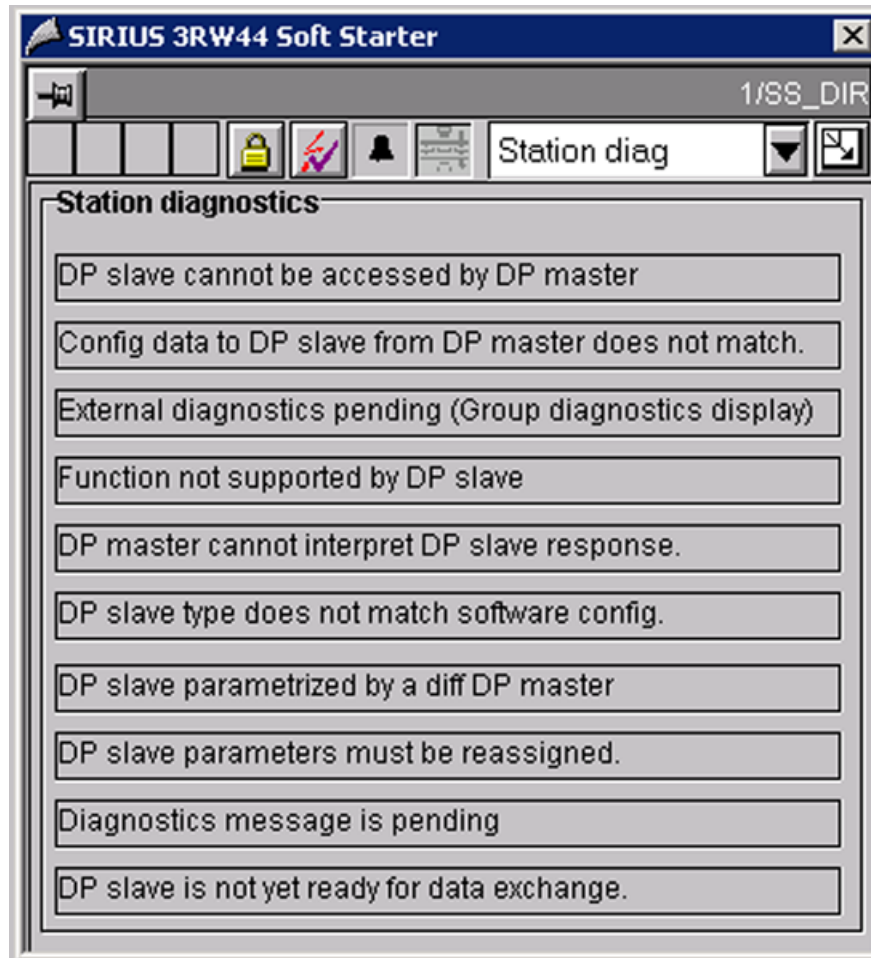 SIRIUS 3RW44 Soft Starter
1/SS_DIR
Station diag
Station diagnostics
DP slave cannot be accessed by DP master
Config data to DP slave from DP master does not match.
External diagnostics pending (Group diagnostics display)
Function not supported by DP slave
DP master cannot interpret DP slave response.
DP slave type does not match software config.
DP slave parametrized by a diff DP master
DP slave parameters must be reassigned.
Diagnostics message is pending
DP slave is not yet ready for data exchange.